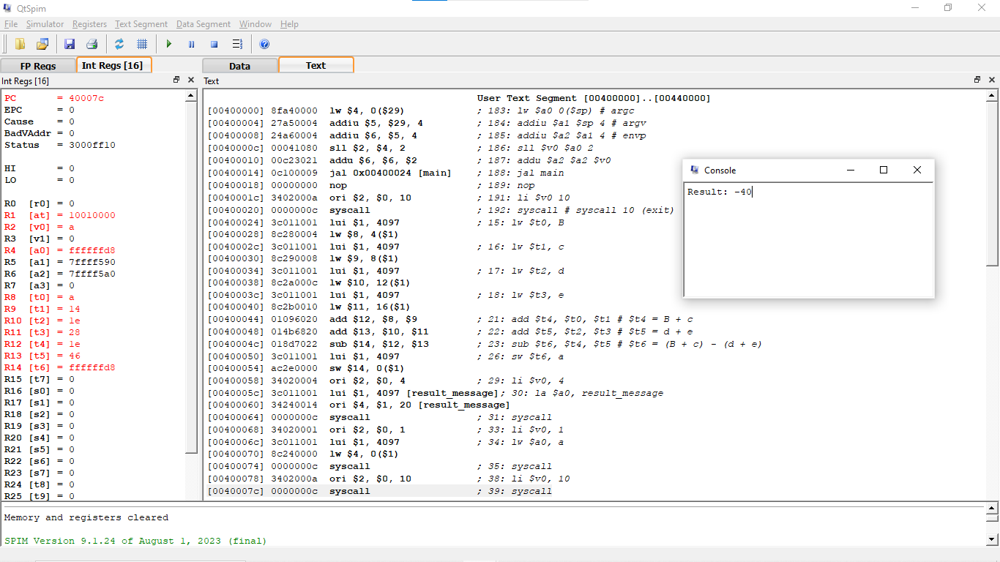 QtSpim
File Simulator Registers Text Segment Data Segment Window Help
FP Regs Int Regs [16] Data Text
Int Regs [16] Text
PC = 40007c
EPC = 0
Cause = 0
BadVAddr = 0
Status = 3000ff10
HI = 0
LO = 0
R0 [r0] = 0
R1 [at] = 10010000
R2 [v0] = a
R3 [v1] = 0
R4 [a0] = ffffffd8
R5 [a1] = 7ffff590
R6 [a2] = 7ffff5a0
R7 [a3] = 0
R8 [t0] = a
R9 [t1] = 14
R10 [t2] = 1e
R11 [t3] = 28
R12 [t4] = 1e
R13 [t5] = 46
R14 [t6] = ffffffd8
R15 [t7] = 0
R16 [s0] = 0
R17 [s1] = 0
R18 [s2] = 0
R19 [s3] = 0
R20 [s4] = 0
R21 [s5] = 0
R22 [s6] = 0
R23 [s7] = 0
R24 [t8] = 0
R25 [t9] = 0
User Text Segment [00400000]..[00440000]
[00400000] 8fa40000 lw $4, 0($29) ; 183: lw $a0 0($sp) # argc
[00400004] 27a50004 addiu $5, $29, 4 ; 184: addiu $a1 $sp 4 # argv
[00400008] 24a60004 addiu $6, $5, 4 ; 185: addiu $a2 $a1 4 # envp
[0040000c] 00041080 sll $2, $4, 2 ; 186: sll $v0 $a0 2
[00400010] 00c23021 addu $6, $6, $2 ; 187: addu $a2 $a2 $v0
[00400014] 0c100009 jal 0x00400024 [main] ; 188: jal main
[00400018] 00000000 nop ; 189: nop
[0040001c] 3402000a ori $2, $0, 10 ; 191: li $v0 10
[00400020] 0000000c syscall ; 192: syscall # syscall 10 (exit)
[00400024] 3c011001 lui $1, 4097 ; 15: lw $t0, B
[00400028] 8c280004 lw $8, 4($1)
[0040002c] 3c011001 lui $1, 4097 ; 16: lw $t1, c
[00400030] 8c290008 lw $9, 8($1)
[00400034] 3c011001 lui $1, 4097 ; 17: lw $t2, d
[00400038] 8c2a000c lw $10, 12($1)
[0040003c] 3c011001 lui $1, 4097 ; 18: lw $t3, e
[00400040] 8c2b0010 lw $11, 16($1)
[00400044] 01096020 add $12, $8, $9 ; 21: add $t4, $t0, $t1 # $t4 = B + c
[00400048] 014b6820 add $13, $10, $11 ; 22: add $t5, $t2, $t3 # $t5 = d + e
[0040004c] 018d7022 sub $14, $12, $13 ; 23: sub $t6, $t4, $t5 # $t6 = (B + c) - (d + e)
[00400050] 3c011001 lui $1, 4097 ; 26: sw $t6, a
[00400054] ac2e0000 sw $14, 0($1)
[00400058] 34020004 ori $2, $0, 4 ; 29: li $v0, 4
[0040005c] 3c011001 lui $1, 4097 [result_message]; 30: la $a0, result_message
[00400060] 34240014 ori $4, $1, 20 [result_message]
[00400064] 0000000c syscall ; 31: syscall
[00400068] 34020001 ori $2, $0, 1 ; 33: li $v0, 1
[0040006c] 3c011001 lui $1, 4097 ; 34: lw $a0, a
[00400070] 8c240000 lw $4, 0($1)
[00400074] 0000000c syscall ; 35: syscall
[00400078] 3402000a ori $2, $0, 10 ; 38: li $v0, 10
[0040007c] 0000000c syscall ; 39: syscall
Console
Result: -40
Memory and registers cleared
SPIM Version 9.1.24 of August 1, 2023 (final)